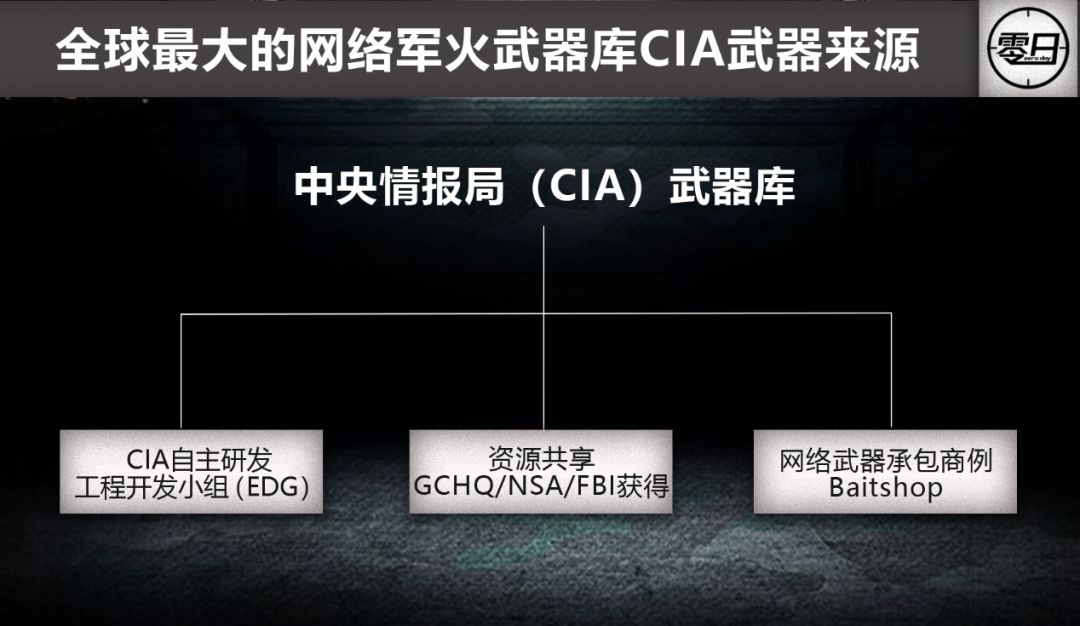 全球最大的网络军火武器库CIA武器来源
零日
zero day
中央情报局（CIA）武器库
CIA自主研发
工程开发小组（EDG）
资源共享
GCHQ/NSA/FBI获得
网络武器承包商例
Baitshop